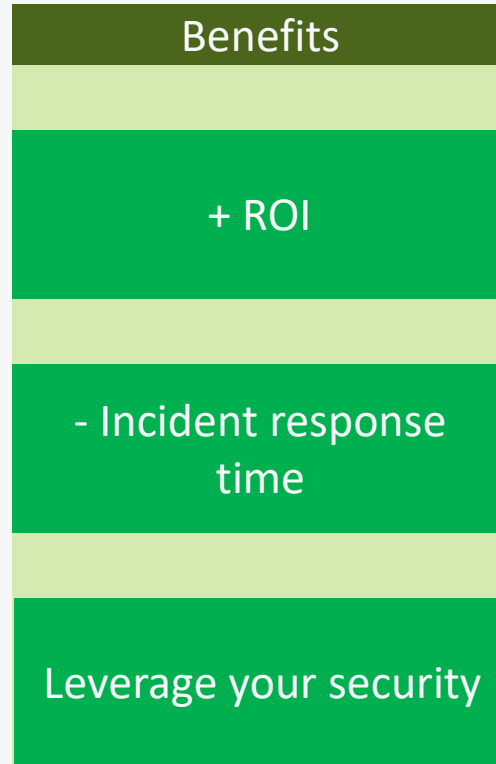 Benefits
+ ROI
- Incident response
time
Leverage your security